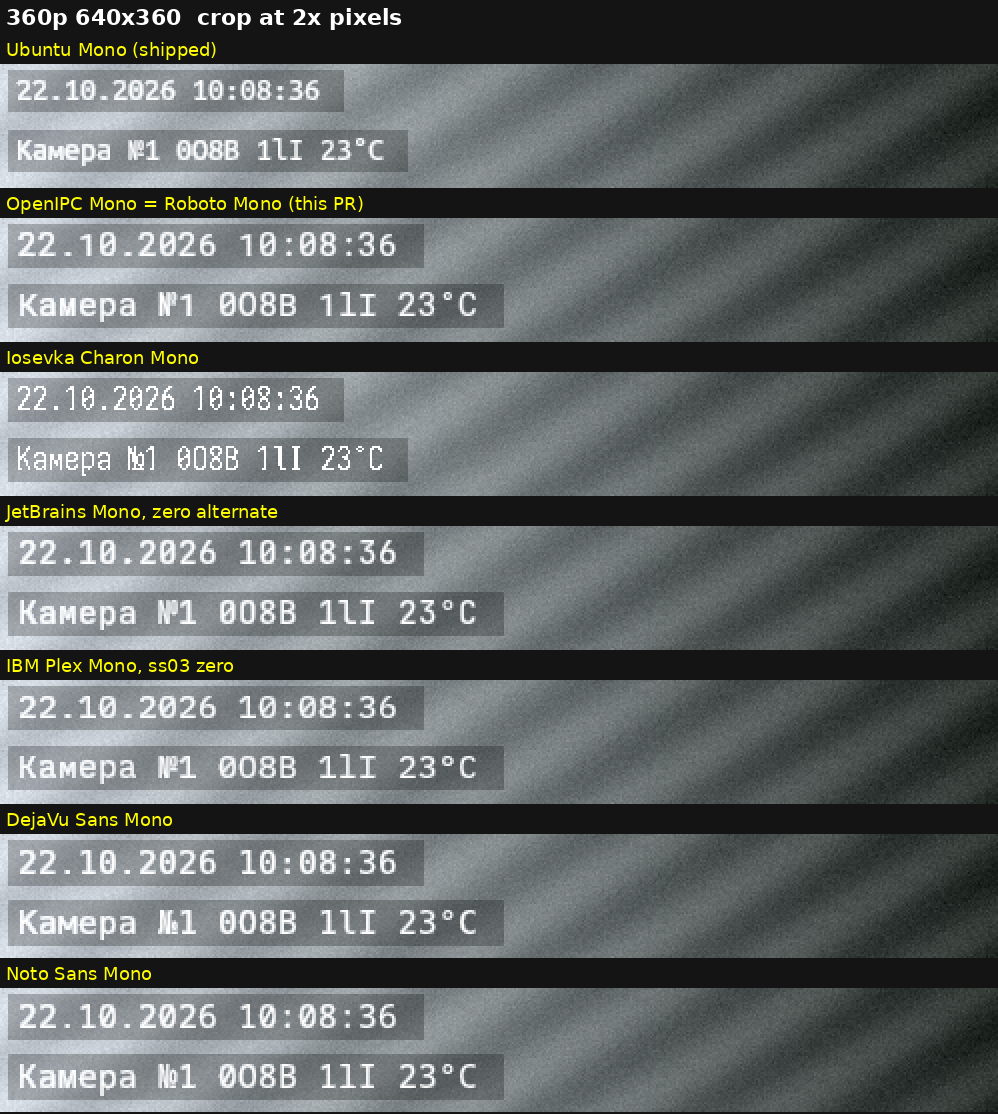 360p 640x360  crop at 2x pixels
Ubuntu Mono (shipped)
22.10.2026 10:08:36
Камера №1 0O8B 1lI 23°C
OpenIPC Mono = Roboto Mono (this PR)
22.10.2026 10:08:36
Камера №1 0O8B 1lI 23°C
Iosevka Charon Mono
22.10.2026 10:08:36
Камера №1 0O8B 1lI 23°C
JetBrains Mono, zero alternate
22.10.2026 10:08:36
Камера №1 0O8B 1lI 23°C
IBM Plex Mono, ss03 zero
22.10.2026 10:08:36
Камера №1 0O8B 1lI 23°C
DejaVu Sans Mono
22.10.2026 10:08:36
Камера №1 0O8B 1lI 23°C
Noto Sans Mono
22.10.2026 10:08:36
Камера №1 0O8B 1lI 23°C